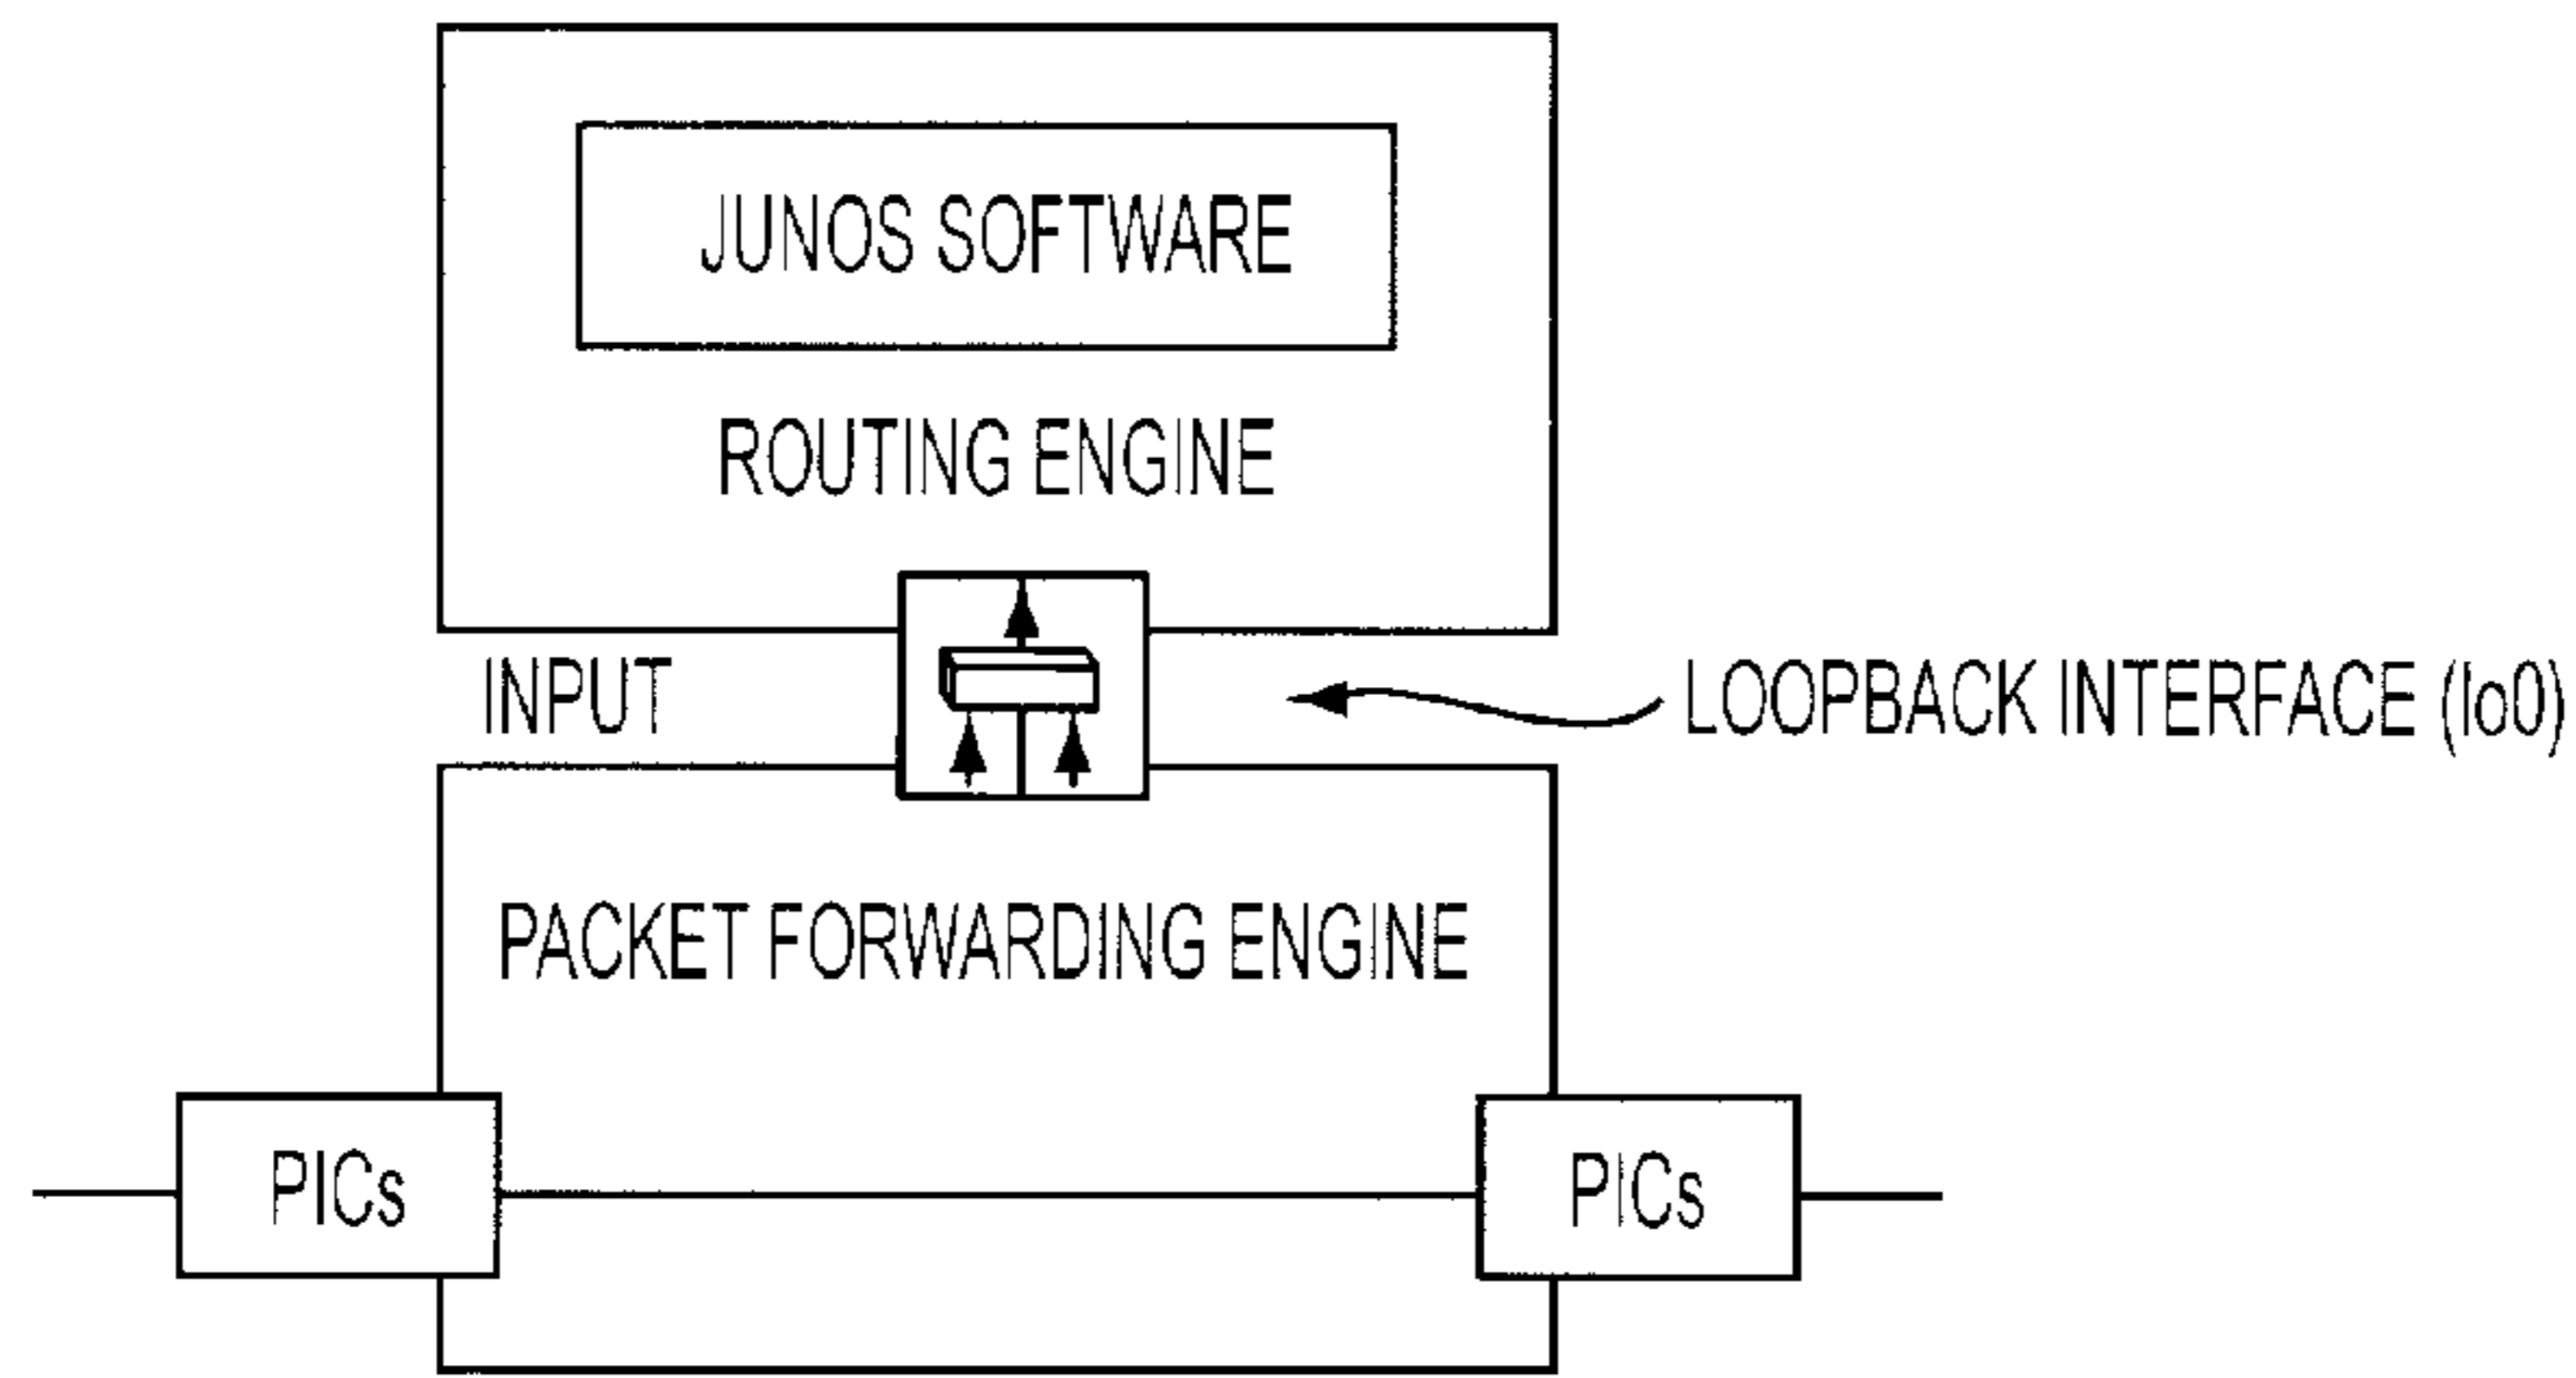 JUNOS SOFTWARE
ROUTING ENGINE
INPUT
LOOPBACK INTERFACE (lo0)
PACKET FORWARDING ENGINE
PICs
PICs